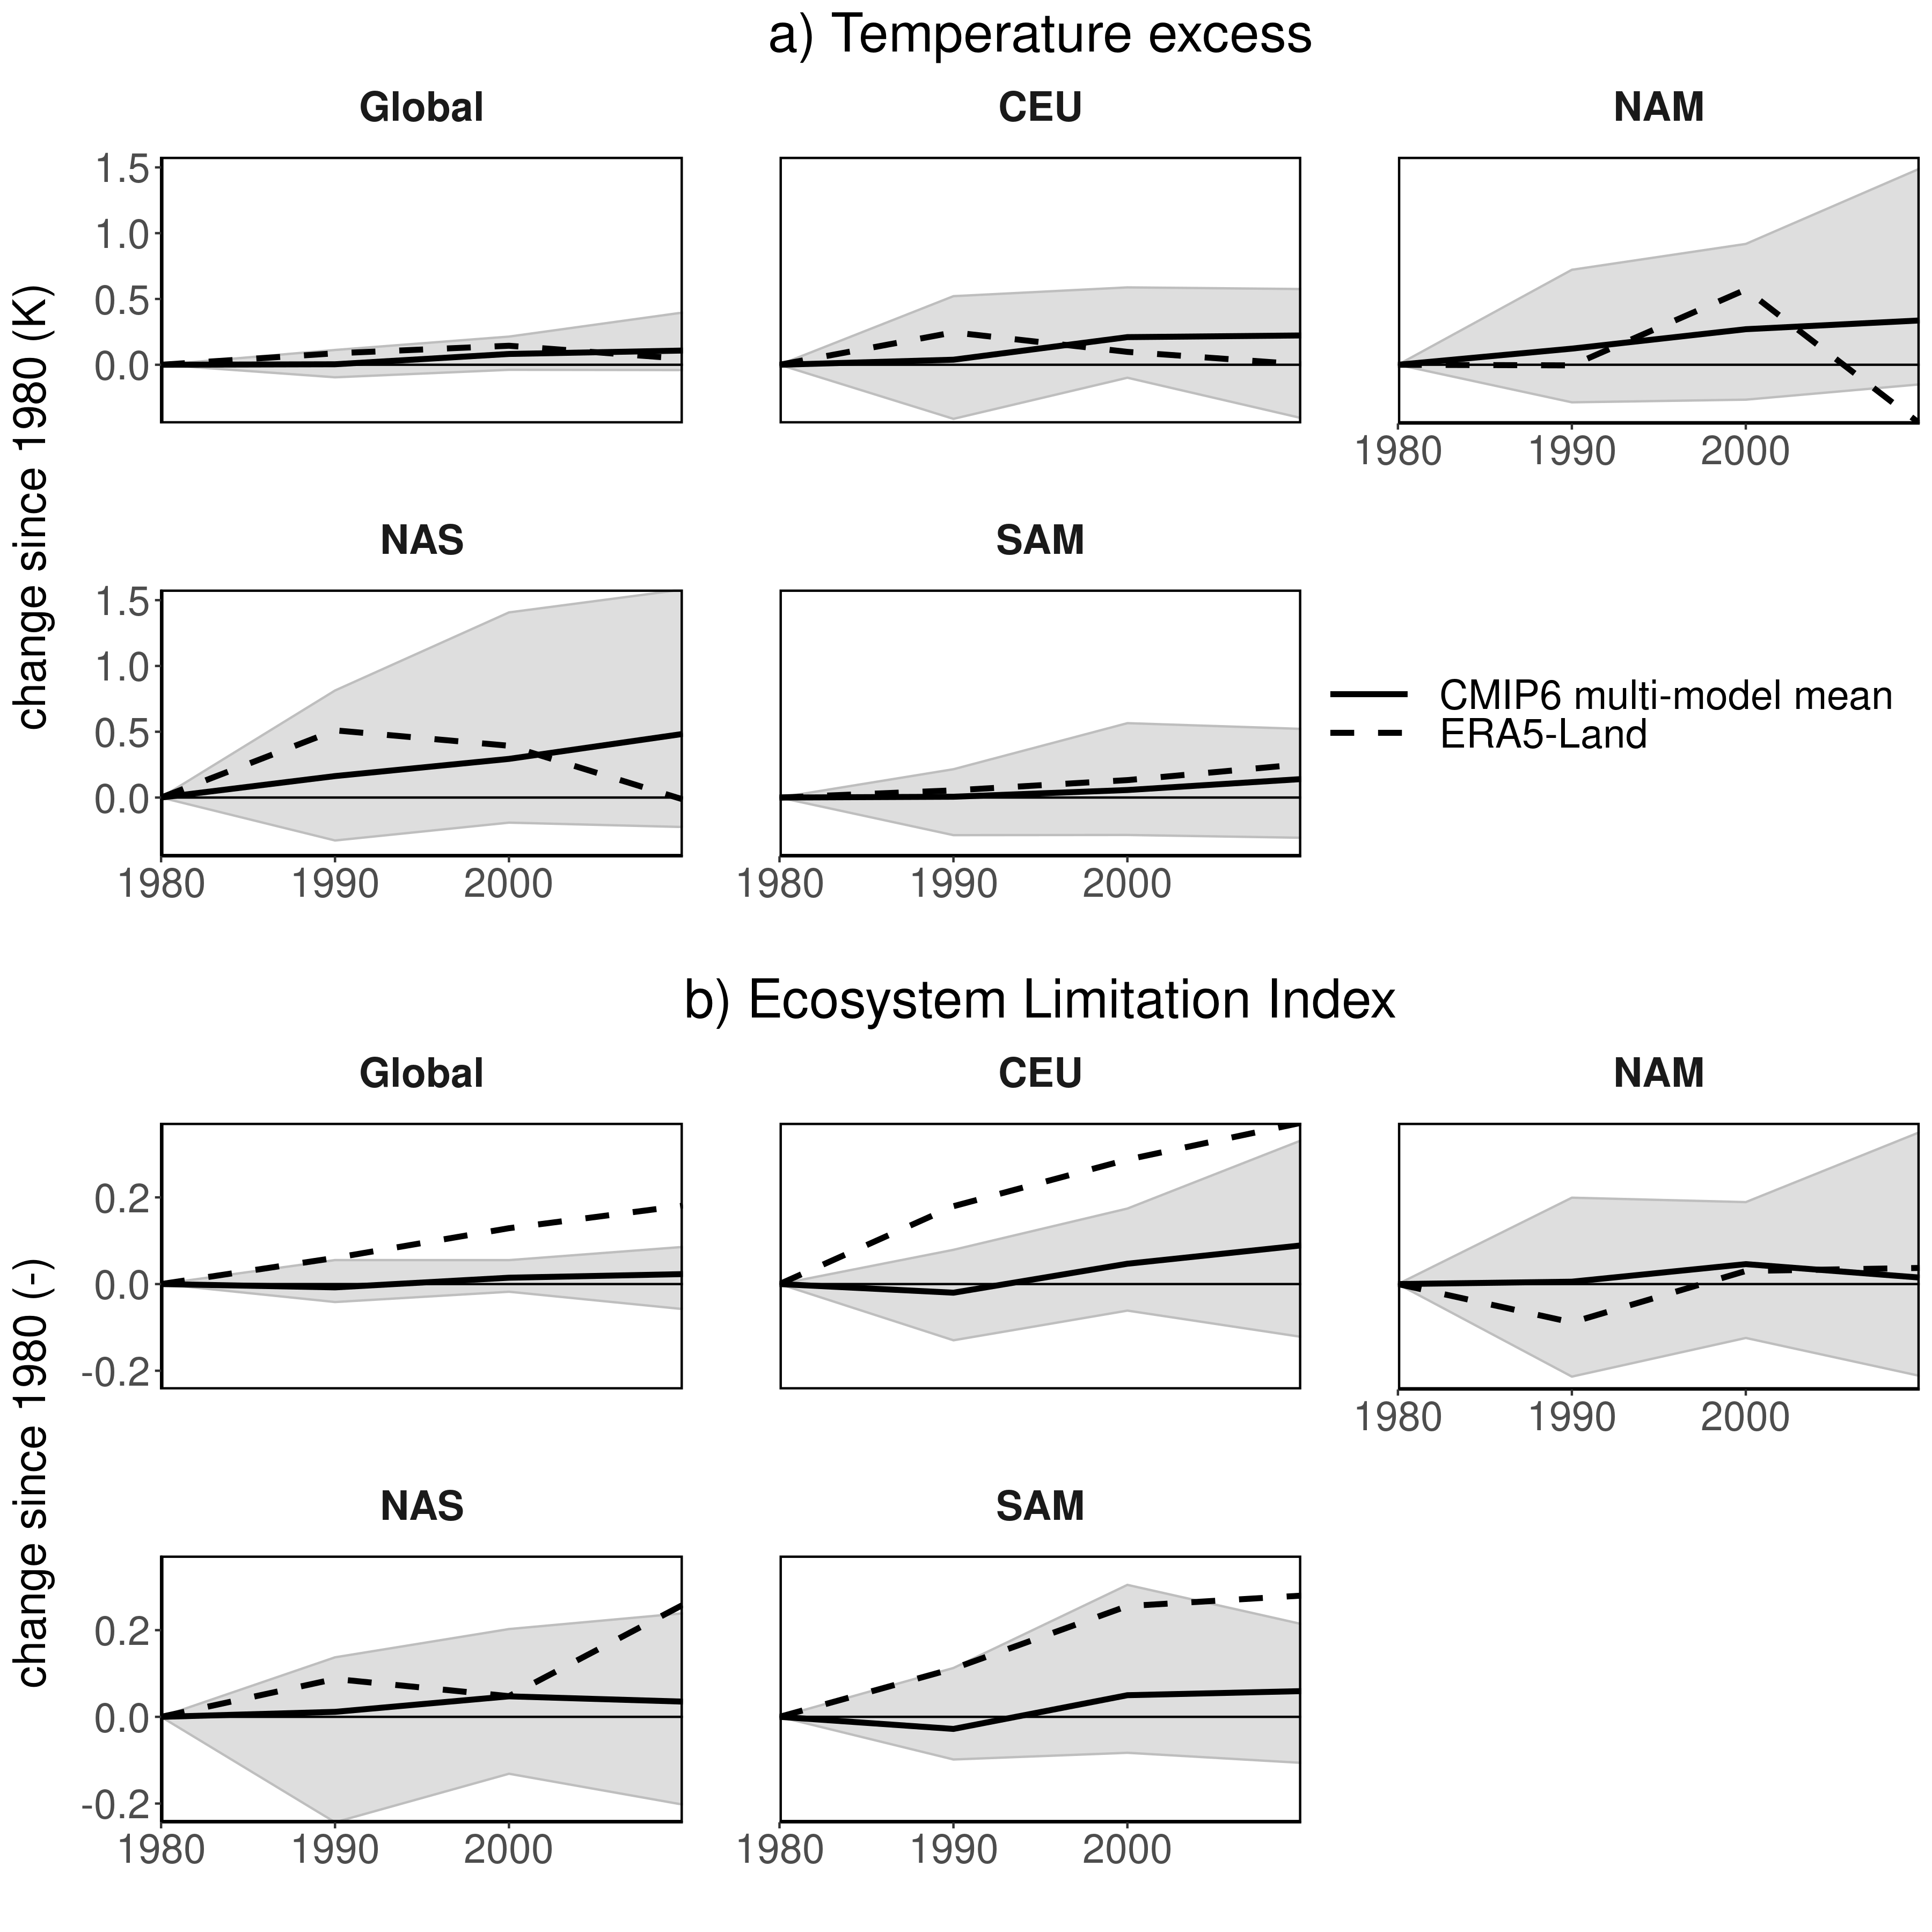 a) Temperature excess
Global CEU NAM
1.5
1.0
0.5
0.0
change since 1980 (K)
1980 1990 2000
NAS SAM
1.5
1.0
0.5
0.0
1980 1990 2000 1980 1990 2000
CMIP6 multi-model mean
ERA5-Land
b) Ecosystem Limitation Index
Global CEU NAM
0.2
0.0
-0.2
change since 1980 (-)
1980 1990 2000
NAS SAM
0.2
0.0
-0.2
1980 1990 2000 1980 1990 2000